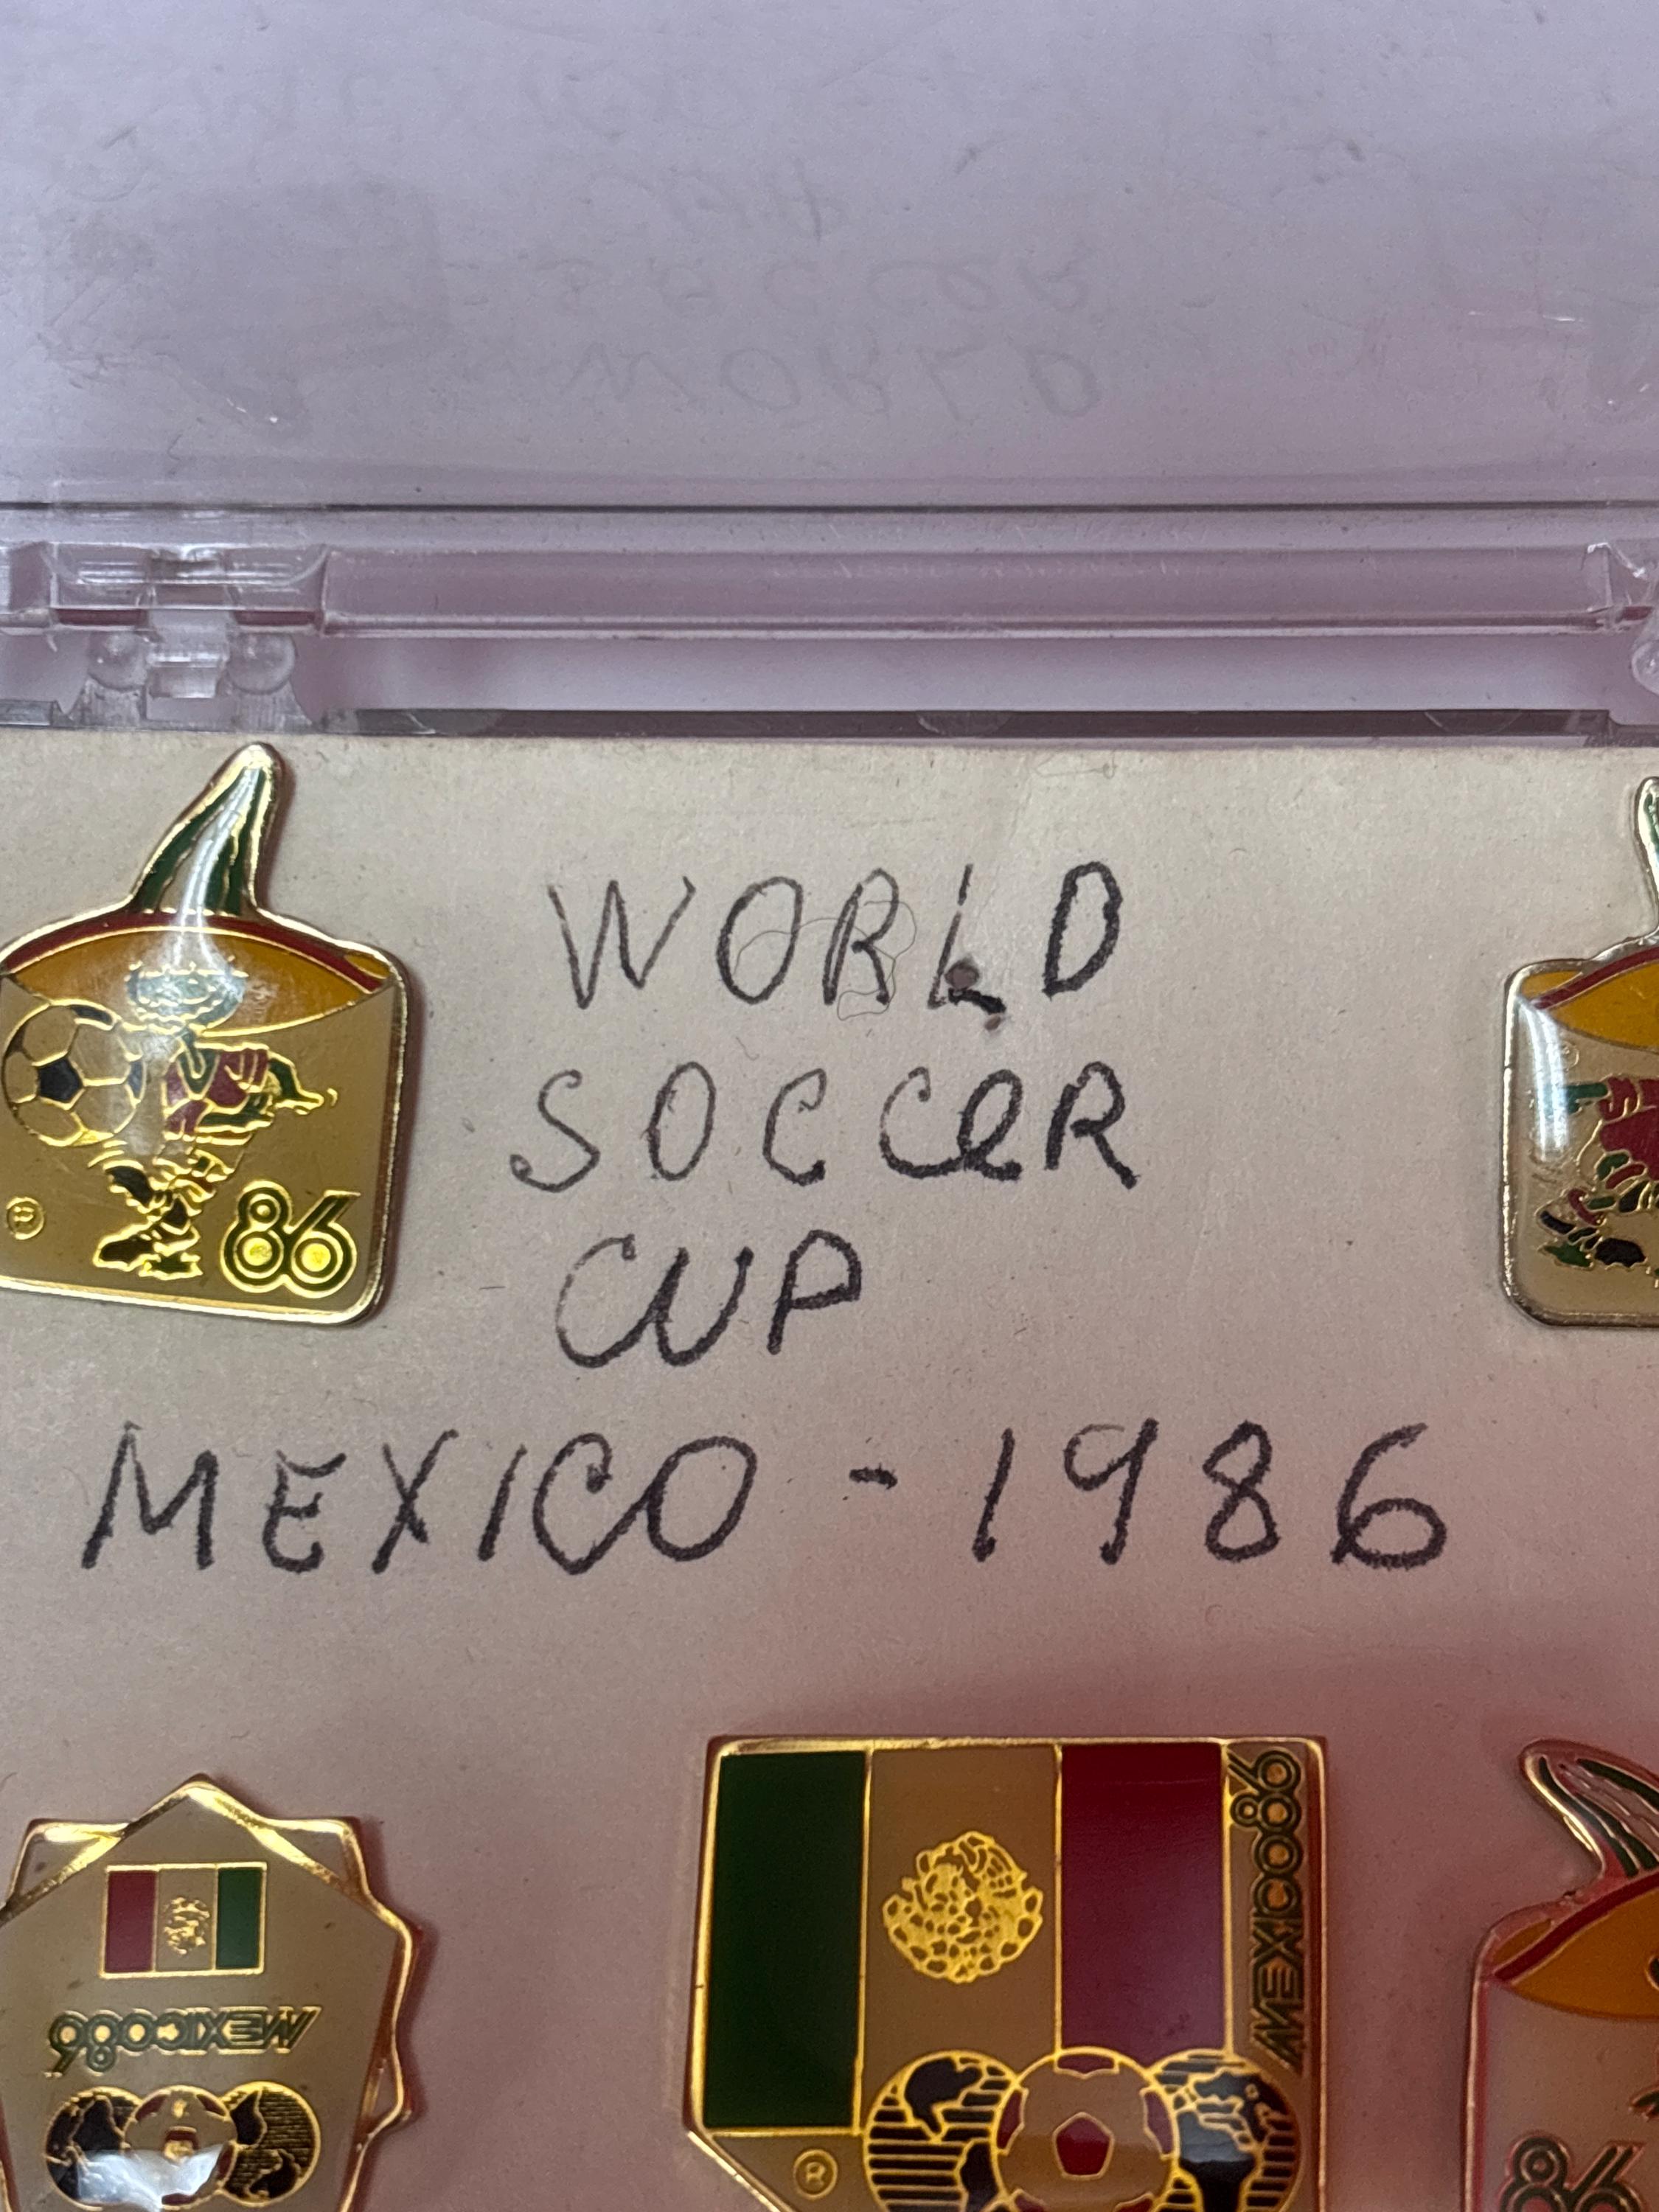 WORLD
SOCCER
CUP
MEXICO - 1986
86
®
MEXICO86
MEXICO86
®
86